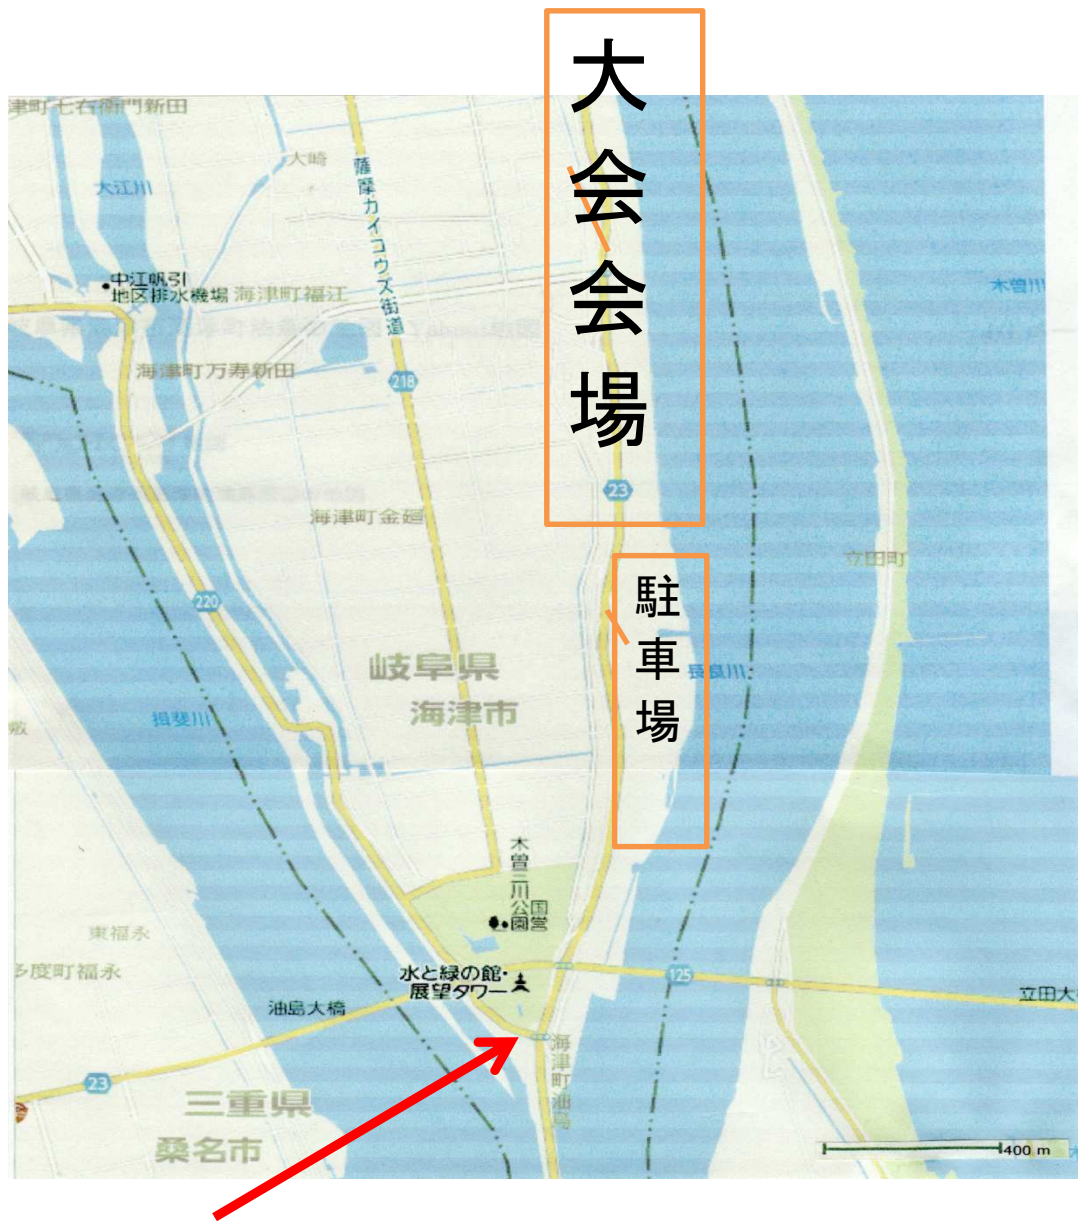 大会会場
津町七右衛門新田
大崎
大江川
薩摩カイコウズ街道
中江帆引
地区排水機場
海津町福江
木曽川
海津町万寿新田
218
23
海津町金廻
立田町
220
駐車場
岐阜県
長良川
海津市
揖斐川
木曽三川公園
国営
東福永
多度町福永
水と緑の館・
展望タワー
125
油島大橋
立田大
海津町油島
23
三重県
桑名市
400 m